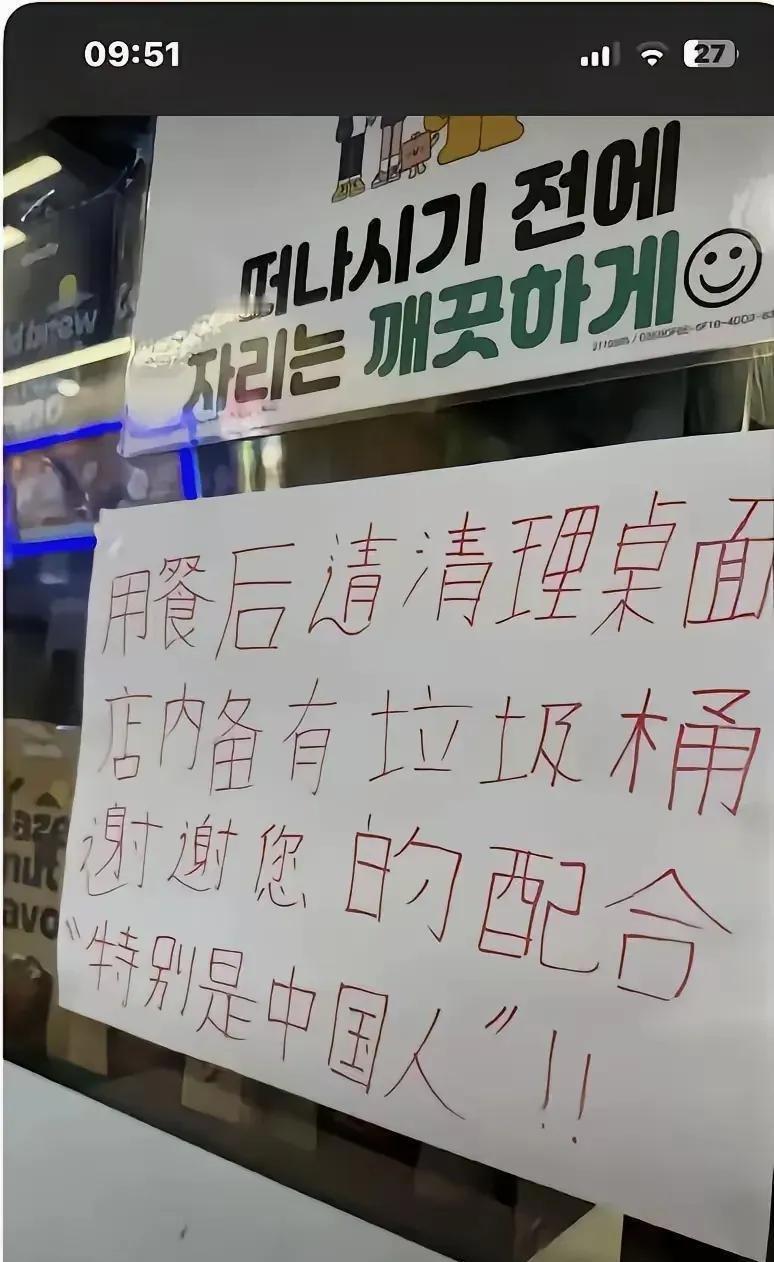 09:51
27
떠나시기 전에
자리는 깨끗하게
用餐后请清理桌面
店内备有垃圾桶
谢谢您的配合
“特别是中国人”!!